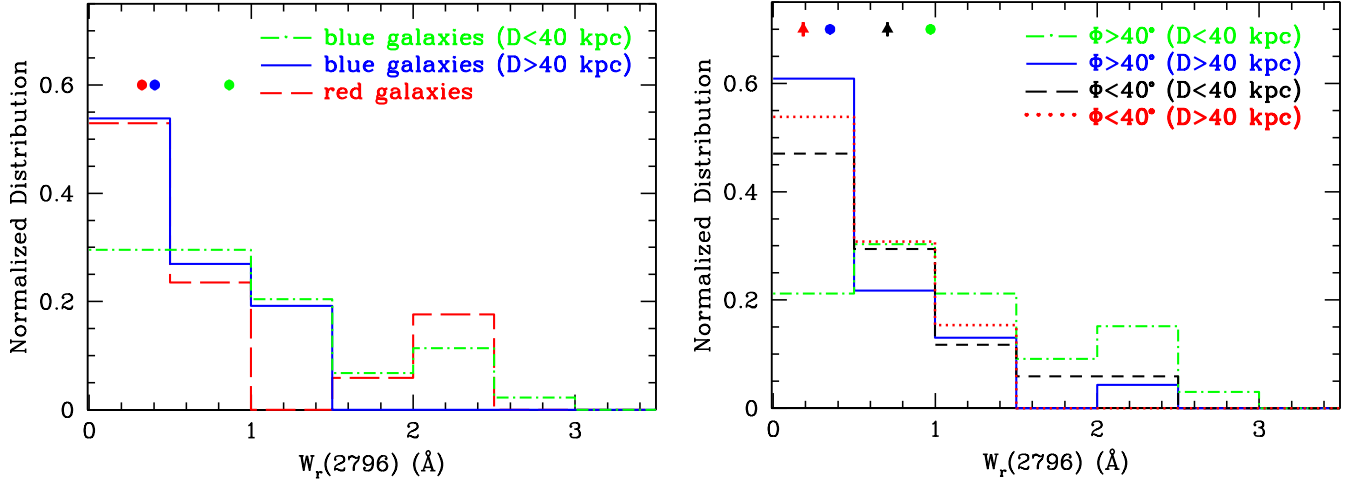 blue galaxies (D<40 kpc)
blue galaxies (D>40 kpc)
red galaxies
Normalized Distribution
0.6
0.4
0.2
0
0 1 2 3
Wr(2796) (Å)
Φ>40° (D<40 kpc)
Φ>40° (D>40 kpc)
Φ<40° (D<40 kpc)
Φ<40° (D>40 kpc)
Normalized Distribution
0.6
0.4
0.2
0
0 1 2 3
Wr(2796) (Å)